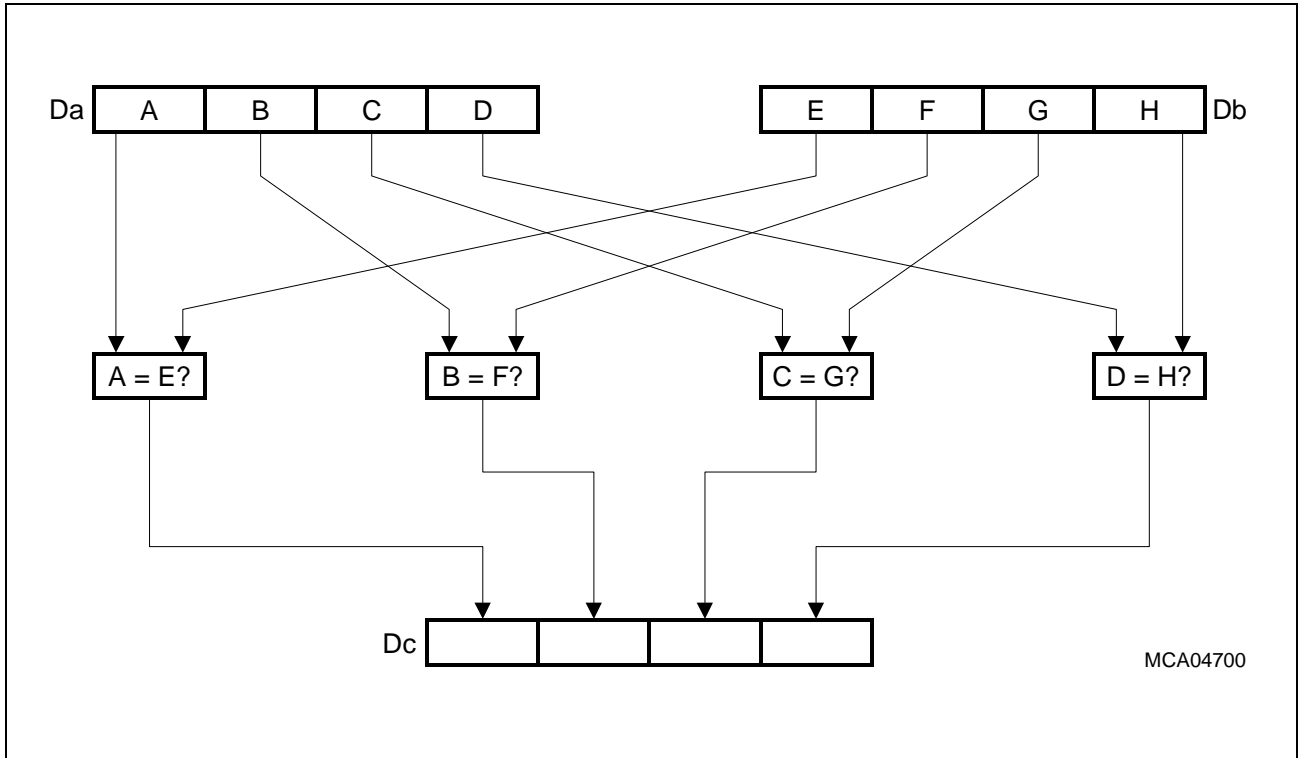 Da A B C D E F G H Db
A = E? B = F? C = G? D = H?
Dc
MCA04700